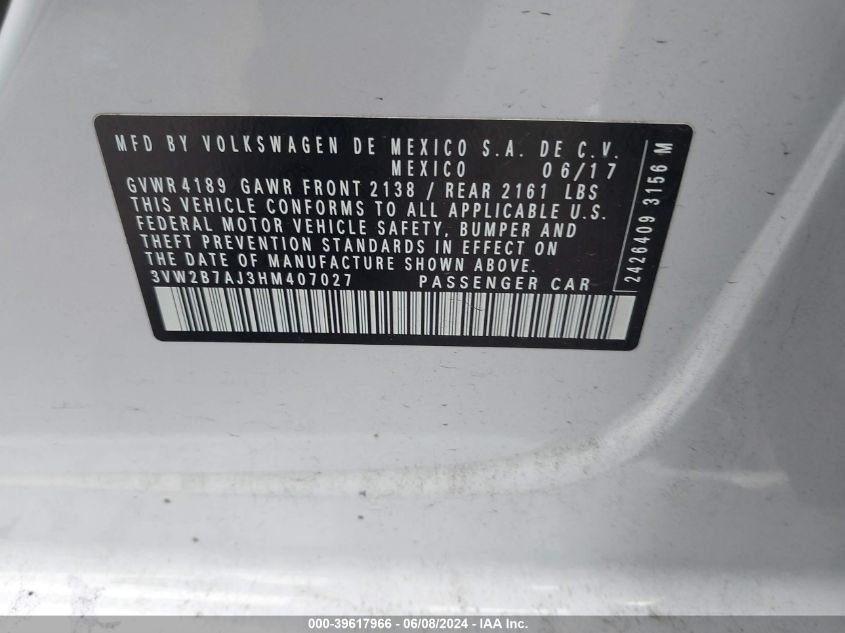 MFD BY VOLKSWAGEN DE MEXICO S.A. DE C.V.
MEXICO 06/17
GVWR 4189 GAWR FRONT 2138 / REAR 2161 LBS
THIS VEHICLE CONFORMS TO ALL APPLICABLE U.S.
FEDERAL MOTOR VEHICLE SAFETY, BUMPER AND
THEFT PREVENTION STANDARDS IN EFFECT ON
THE DATE OF MANUFACTURE SHOWN ABOVE.
3VW2B7AJ3HM407027 PASSENGER CAR
2426409 3156 M
000-39617966 - 06/08/2024 - IAAI Inc.